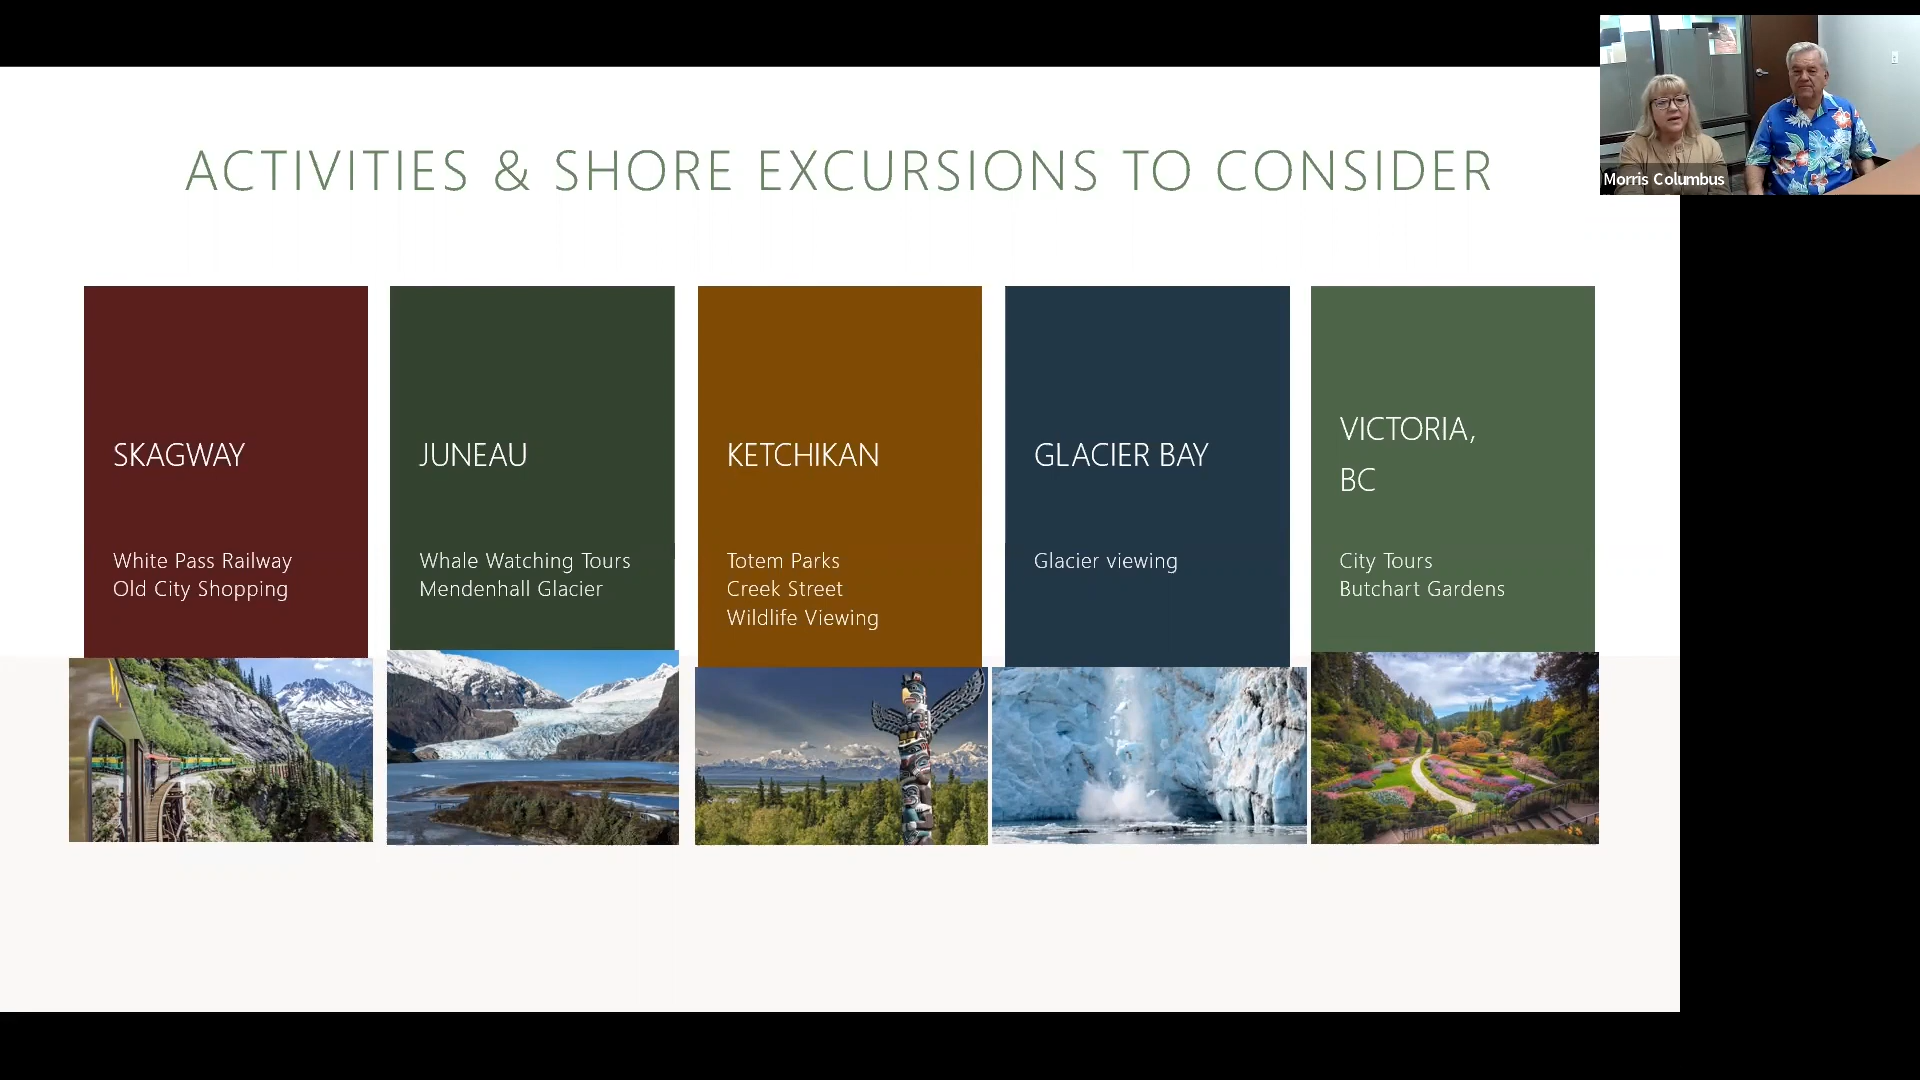 ACTIVITIES & SHORE EXCURSIONS TO CONSIDER
Morris Columbus
SKAGWAY
White Pass Railway
Old City Shopping
JUNEAU
Whale Watching Tours
Mendenhall Glacier
KETCHIKAN
Totem Parks
Creek Street
Wildlife Viewing
GLACIER BAY
Glacier viewing
VICTORIA,
BC
City Tours
Butchart Gardens